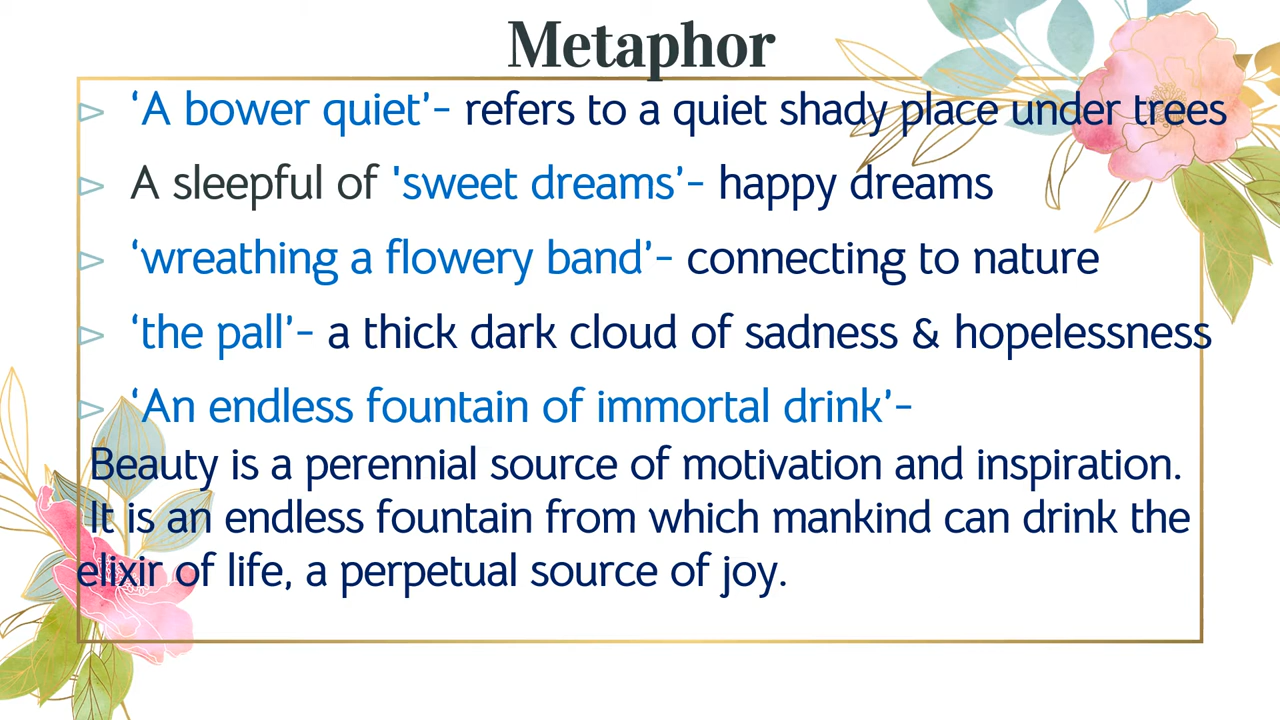 Metaphor
‘A bower quiet’- refers to a quiet shady place under trees
A sleepful of 'sweet dreams’- happy dreams
‘wreathing a flowery band’- connecting to nature
‘the pall’- a thick dark cloud of sadness & hopelessness
‘An endless fountain of immortal drink’-
Beauty is a perennial source of motivation and inspiration.
It is an endless fountain from which mankind can drink the
elixir of life, a perpetual source of joy.